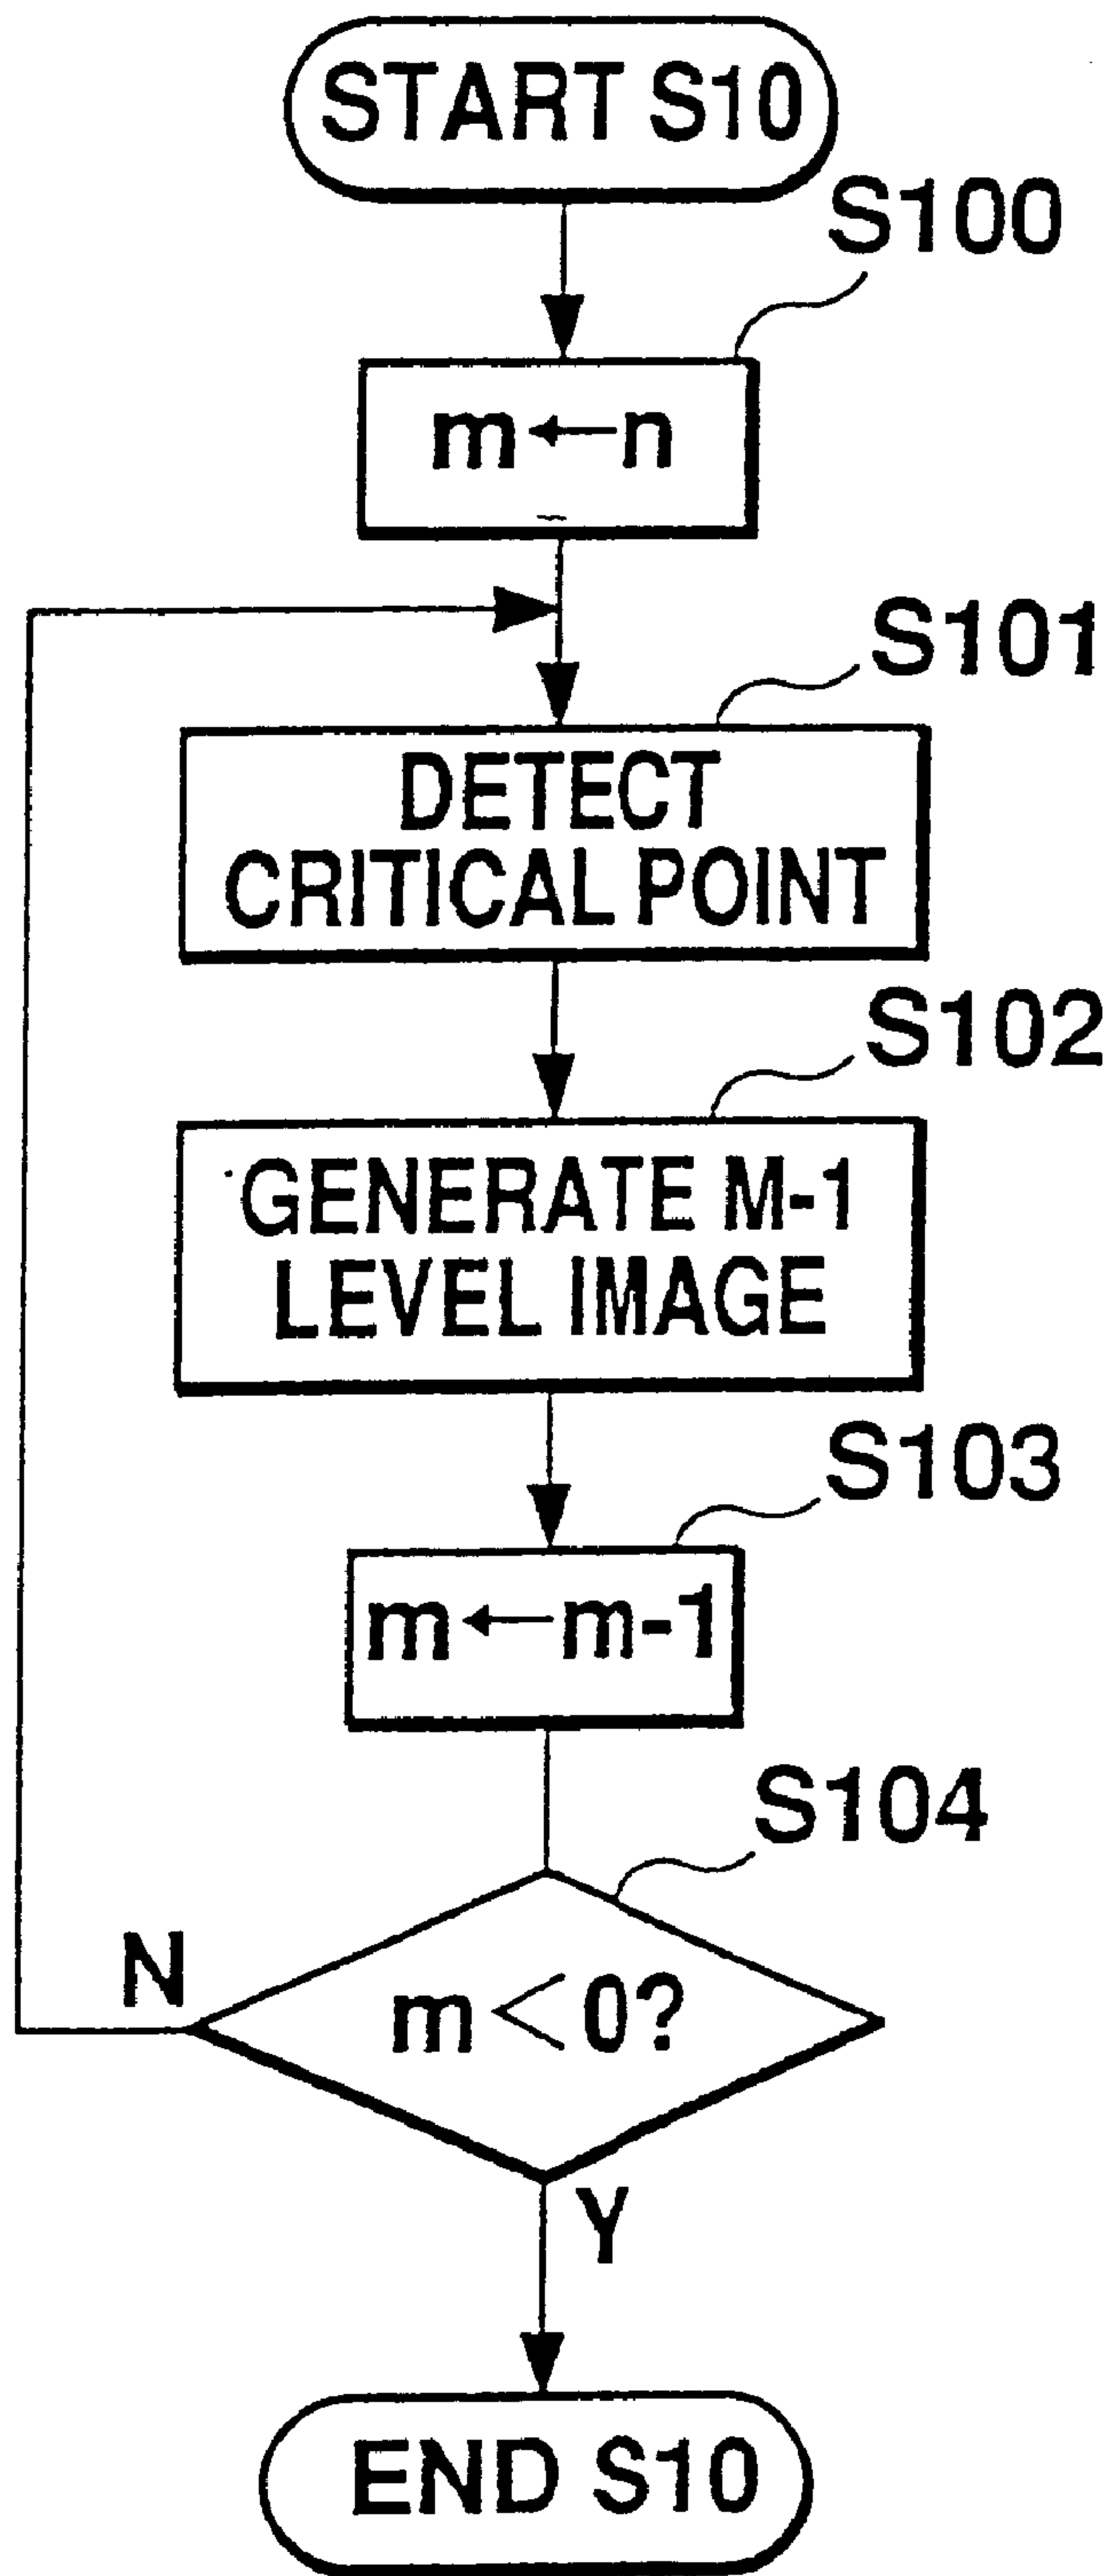 START S10
S100
m←n
S101
DETECT
CRITICAL POINT
S102
GENERATE M-1
LEVEL IMAGE
S103
m←m-1
S104
N
m<0?
Y
END S10